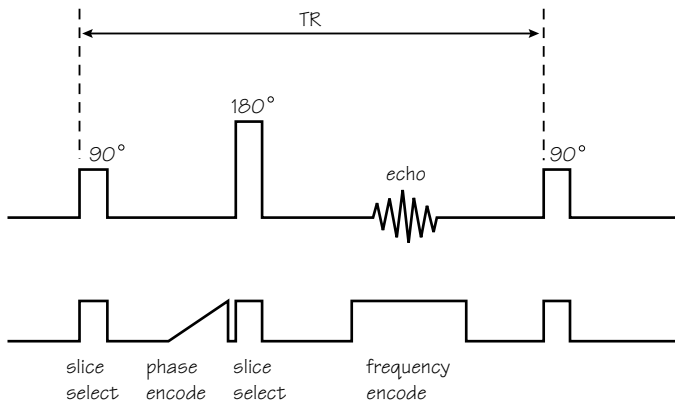 TR
180°
90°
90°
echo
slice select
phase encode
slice select
frequency encode